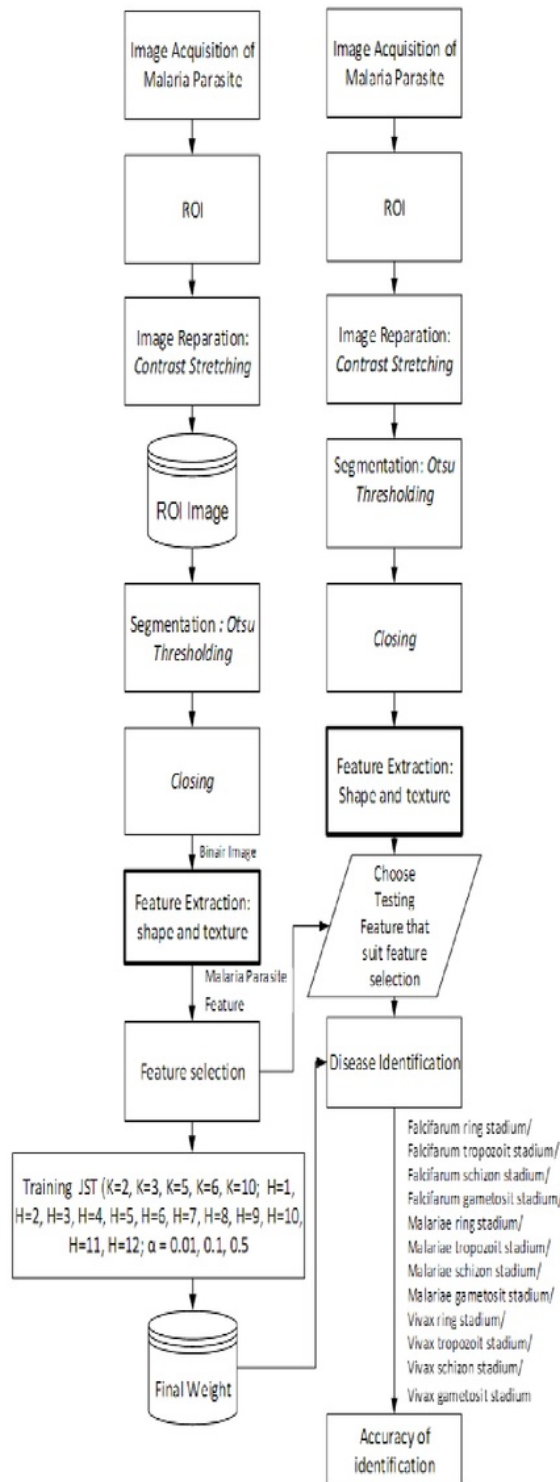 Image Acquisition of
Malaria Parasite
ROI
Image Reparation:
Contrast Stretching
ROI Image
Segmentation : Otsu
Thresholding
Closing
Binair Image
Feature Extraction:
shape and texture
Malaria Parasite
Feature
Feature selection
Training JST (K=2, K=3, K=5, K=6, K=10; H=1,
H=2, H=3, H=4, H=5, H=6, H=7, H=8, H=9, H=10,
H=11, H=12; α = 0.01, 0.1, 0.5
Final Weight
Image Acquisition of
Malaria Parasite
ROI
Image Reparation:
Contrast Stretching
Segmentation: Otsu
Thresholding
Closing
Feature Extraction:
Shape and texture
Choose
Testing
Feature that
suit feature
selection
Disease Identification
Falcifarum ring stadium/
Falcifarum tropozoit stadium/
Falcifarum schizon stadium/
Falcifarum gametosit stadium/
Malariae ring stadium/
Malariae tropozoit stadium/
Malariae schizon stadium/
Malariae gametosit stadium/
Vivax ring stadium/
Vivax tropozoit stadium/
Vivax schizon stadium/
Vivax gametosit stadium
Accuracy of
identification